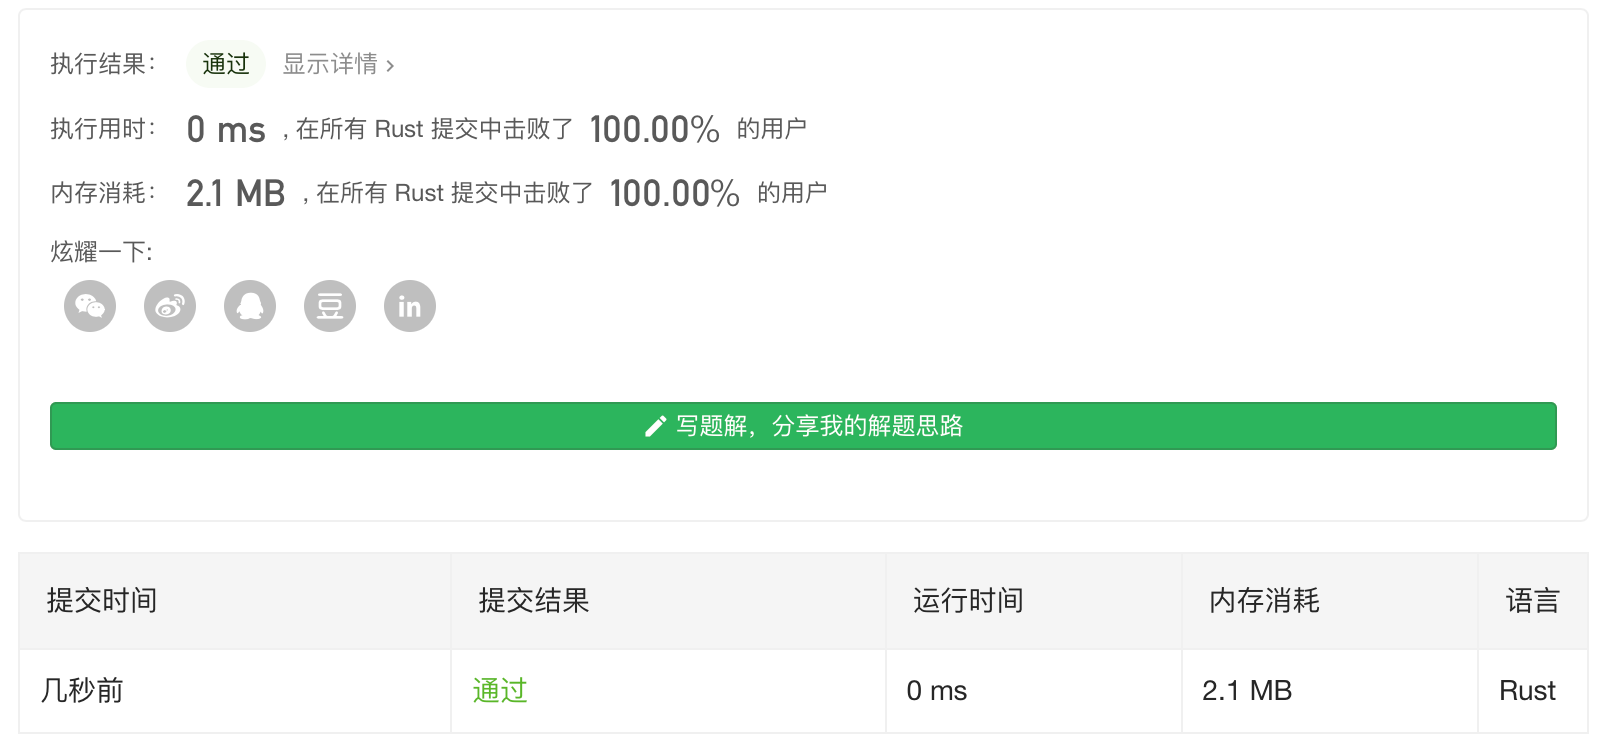 执行结果： 通过 显示详情 ›
执行用时： 0 ms , 在所有 Rust 提交中击败了 100.00% 的用户
内存消耗： 2.1 MB , 在所有 Rust 提交中击败了 100.00% 的用户
炫耀一下:
豆 in
写题解，分享我的解题思路
提交时间 提交结果 运行时间 内存消耗 语言
几秒前 通过 0 ms 2.1 MB Rust